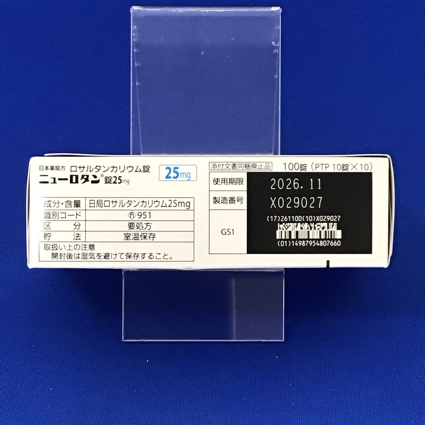 日本薬局方 ロサルタンカリウム錠
ニューロタン®錠25mg
25mg
成分・含量 日局ロサルタンカリウム25mg
識別コード 951
区分 要処方
貯法 室温保存
取扱い上の注意
開封後は湿気を避けて保存すること。
添付文書同梱廃止品
100錠 (PTP 10錠×10)
使用期限 2026.11
製造番号 X029027
(17)261100(10)X029027
GS1
(01)14987954807660